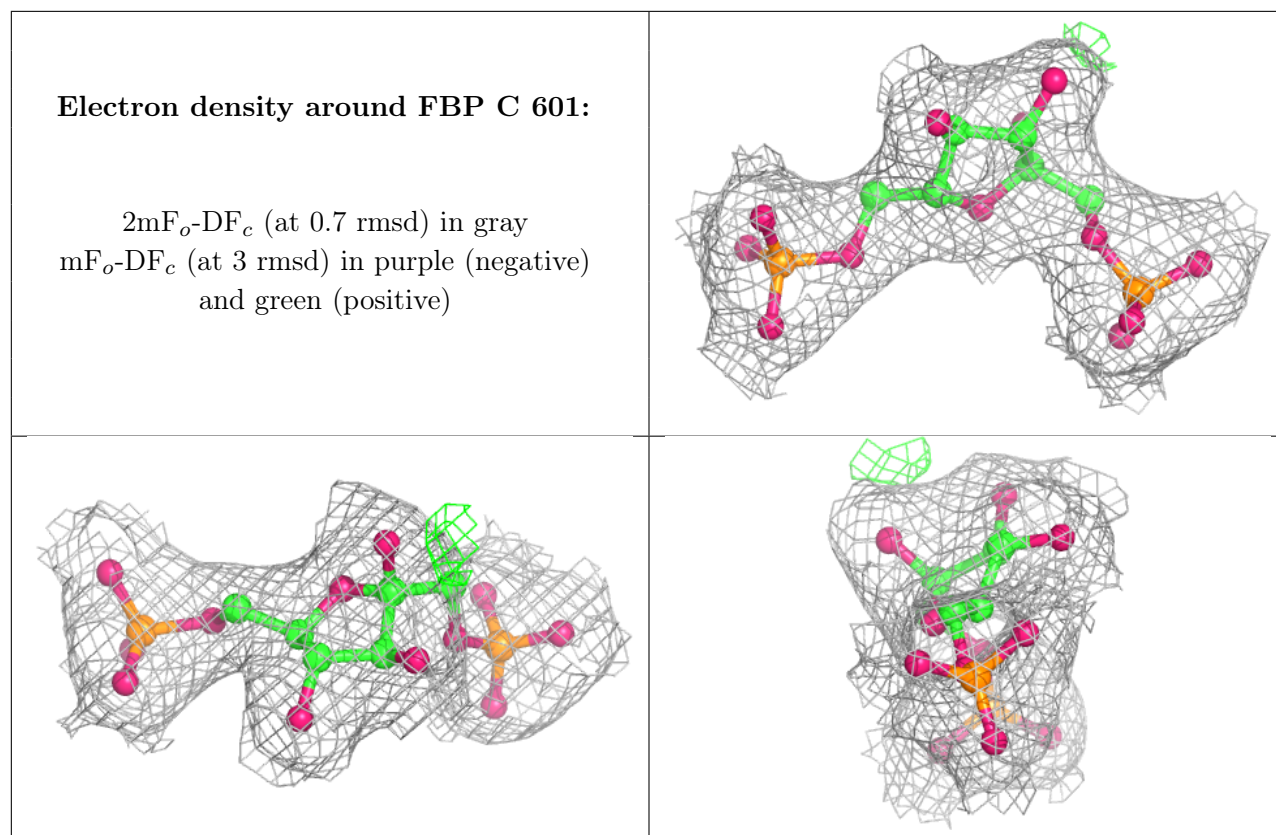 Electron density around FBP C 601:
2mFₒ-DF𝒸 (at 0.7 rmsd) in gray
mFₒ-DF𝒸 (at 3 rmsd) in purple (negative)
and green (positive)